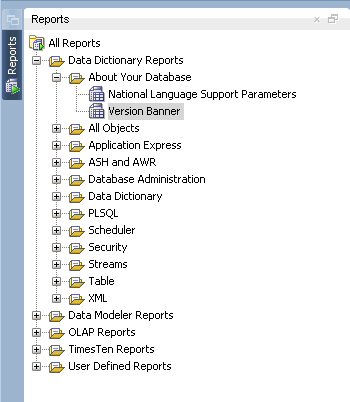 Reports
Reports
All Reports
Data Dictionary Reports
About Your Database
National Language Support Parameters
Version Banner
All Objects
Application Express
ASH and AWR
Database Administration
Data Dictionary
PLSQL
Scheduler
Security
Streams
Table
XML
Data Modeler Reports
OLAP Reports
TimesTen Reports
User Defined Reports